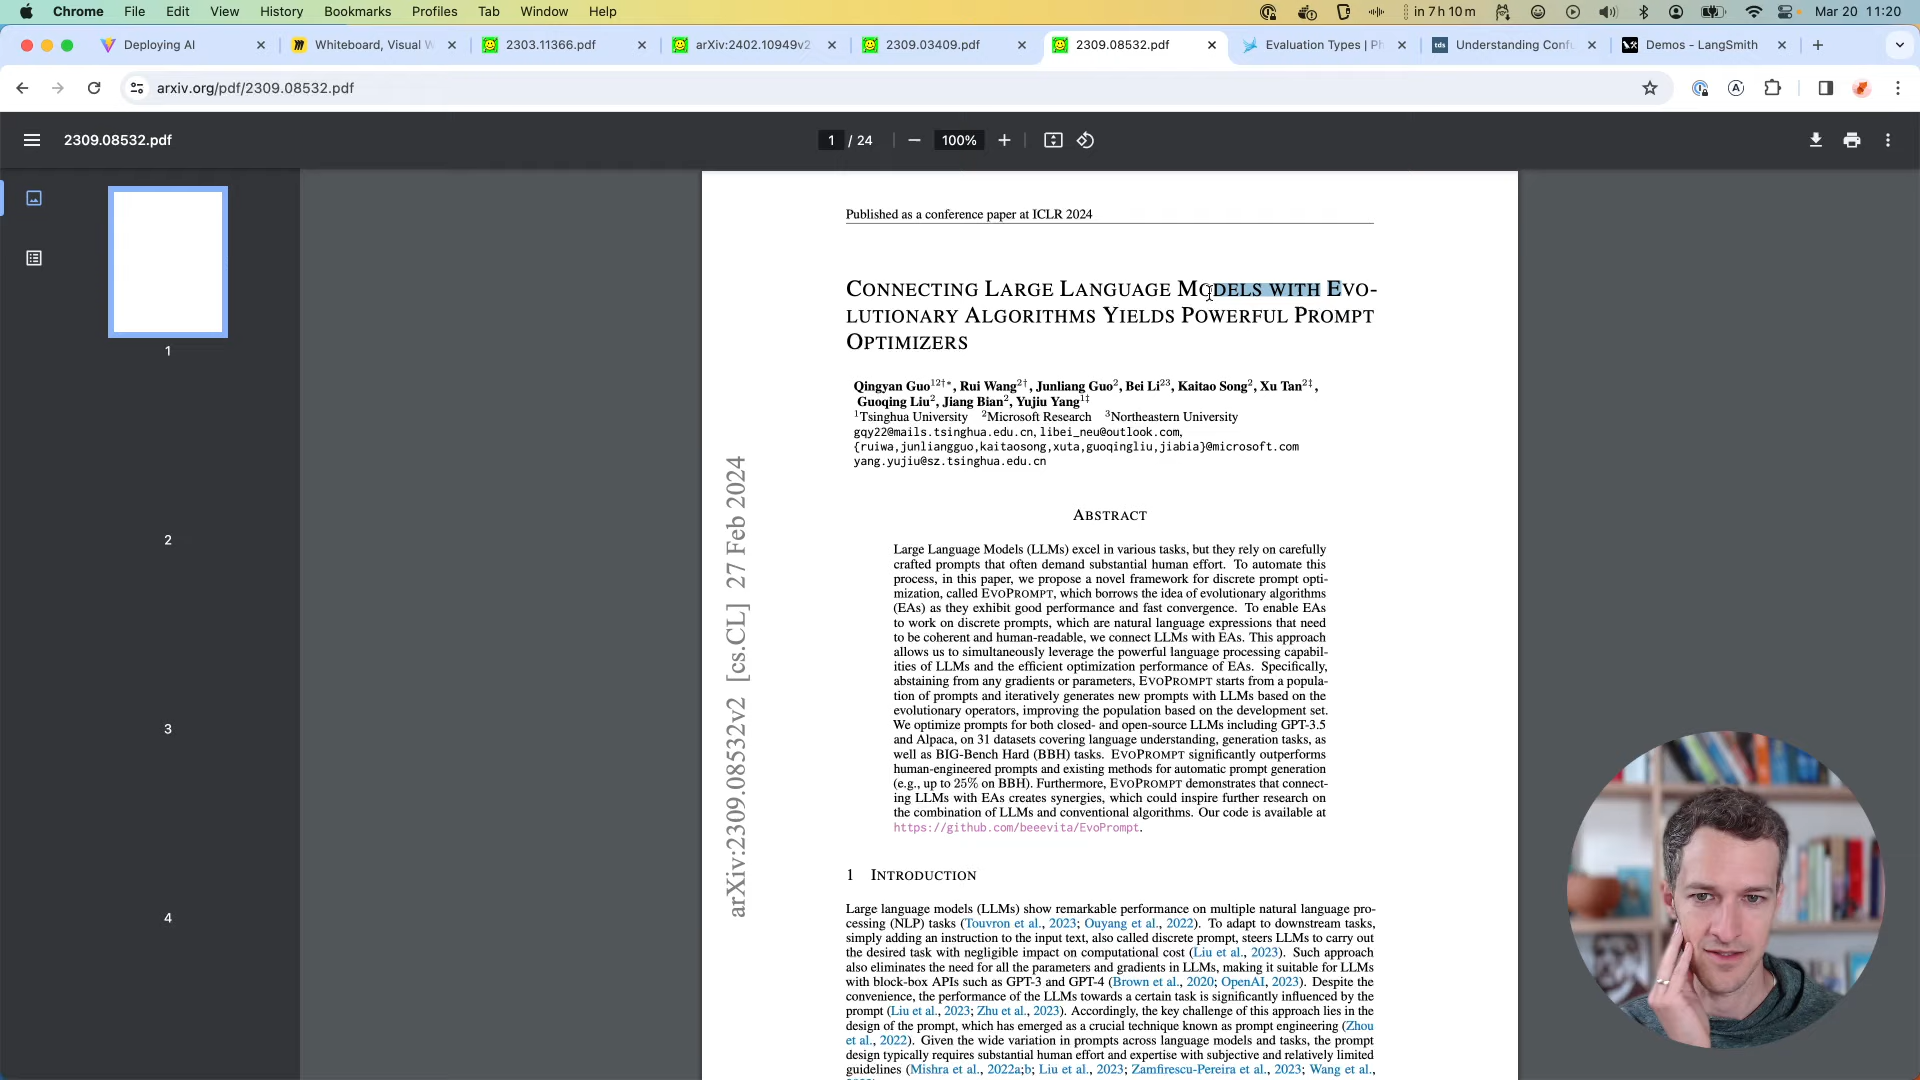 Chrome File Edit View History Bookmarks Profiles Tab Window Help in 7 h 10 m Mar 20 11:20
Deploying AI Whiteboard, Visual W 2303.11366.pdf arXiv:2402.10949v2 2309.03409.pdf 2309.08532.pdf Evaluation Types | Ph Understanding Confu Demos - LangSmith
arxiv.org/pdf/2309.08532.pdf
2309.08532.pdf 1 / 24 100%
1
2
3
4
arXiv:2309.08532v2 [cs.CL] 27 Feb 2024
Published as a conference paper at ICLR 2024
CONNECTING LARGE LANGUAGE MODELS WITH EVO-
LUTIONARY ALGORITHMS YIELDS POWERFUL PROMPT
OPTIMIZERS
Qingyan Guo12†*, Rui Wang2†, Junliang Guo2, Bei Li23, Kaitao Song2, Xu Tan2‡,
Guoqing Liu2, Jiang Bian2, Yujiu Yang1‡
1Tsinghua University 2Microsoft Research 3Northeastern University
gqy22@mails.tsinghua.edu.cn, libei_neu@outlook.com,
{ruiwa,junliangguo,kaitaosong,xuta,guoqingliu,jiabia}@microsoft.com
yang.yujiu@sz.tsinghua.edu.cn
ABSTRACT
Large Language Models (LLMs) excel in various tasks, but they rely on carefully
crafted prompts that often demand substantial human effort. To automate this
process, in this paper, we propose a novel framework for discrete prompt opti-
mization, called EVOPROMPT, which borrows the idea of evolutionary algorithms
(EAs) as they exhibit good performance and fast convergence. To enable EAs
to work on discrete prompts, which are natural language expressions that need
to be coherent and human-readable, we connect LLMs with EAs. This approach
allows us to simultaneously leverage the powerful language processing capabil-
ities of LLMs and the efficient optimization performance of EAs. Specifically,
abstaining from any gradients or parameters, EVOPROMPT starts from a popula-
tion of prompts and iteratively generates new prompts with LLMs based on the
evolutionary operators, improving the population based on the development set.
We optimize prompts for both closed- and open-source LLMs including GPT-3.5
and Alpaca, on 31 datasets covering language understanding, generation tasks, as
well as BIG-Bench Hard (BBH) tasks. EVOPROMPT significantly outperforms
human-engineered prompts and existing methods for automatic prompt generation
(e.g., up to 25% on BBH). Furthermore, EVOPROMPT demonstrates that connect-
ing LLMs with EAs creates synergies, which could inspire further research on
the combination of LLMs and conventional algorithms. Our code is available at
https://github.com/beeevita/EvoPrompt.
1 INTRODUCTION
Large language models (LLMs) show remarkable performance on multiple natural language pro-
cessing (NLP) tasks (Touvron et al., 2023; Ouyang et al., 2022). To adapt to downstream tasks,
simply adding an instruction to the input text, also called discrete prompt, steers LLMs to carry out
the desired task with negligible impact on computational cost (Liu et al., 2023). Such approach
also eliminates the need for all the parameters and gradients in LLMs, making it suitable for LLMs
with block-box APIs such as GPT-3 and GPT-4 (Brown et al., 2020; OpenAI, 2023). Despite the
convenience, the performance of the LLMs towards a certain task is significantly influenced by the
prompt (Liu et al., 2023; Zhu et al., 2023). Accordingly, the key challenge of this approach lies in the
design of the prompt, which has emerged as a crucial technique known as prompt engineering (Zhou
et al., 2022). Given the wide variation in prompts across language models and tasks, the prompt
design typically requires substantial human effort and expertise with subjective and relatively limited
guidelines (Mishra et al., 2022a;b; Liu et al., 2023; Zamfirescu-Pereira et al., 2023; Wang et al.,